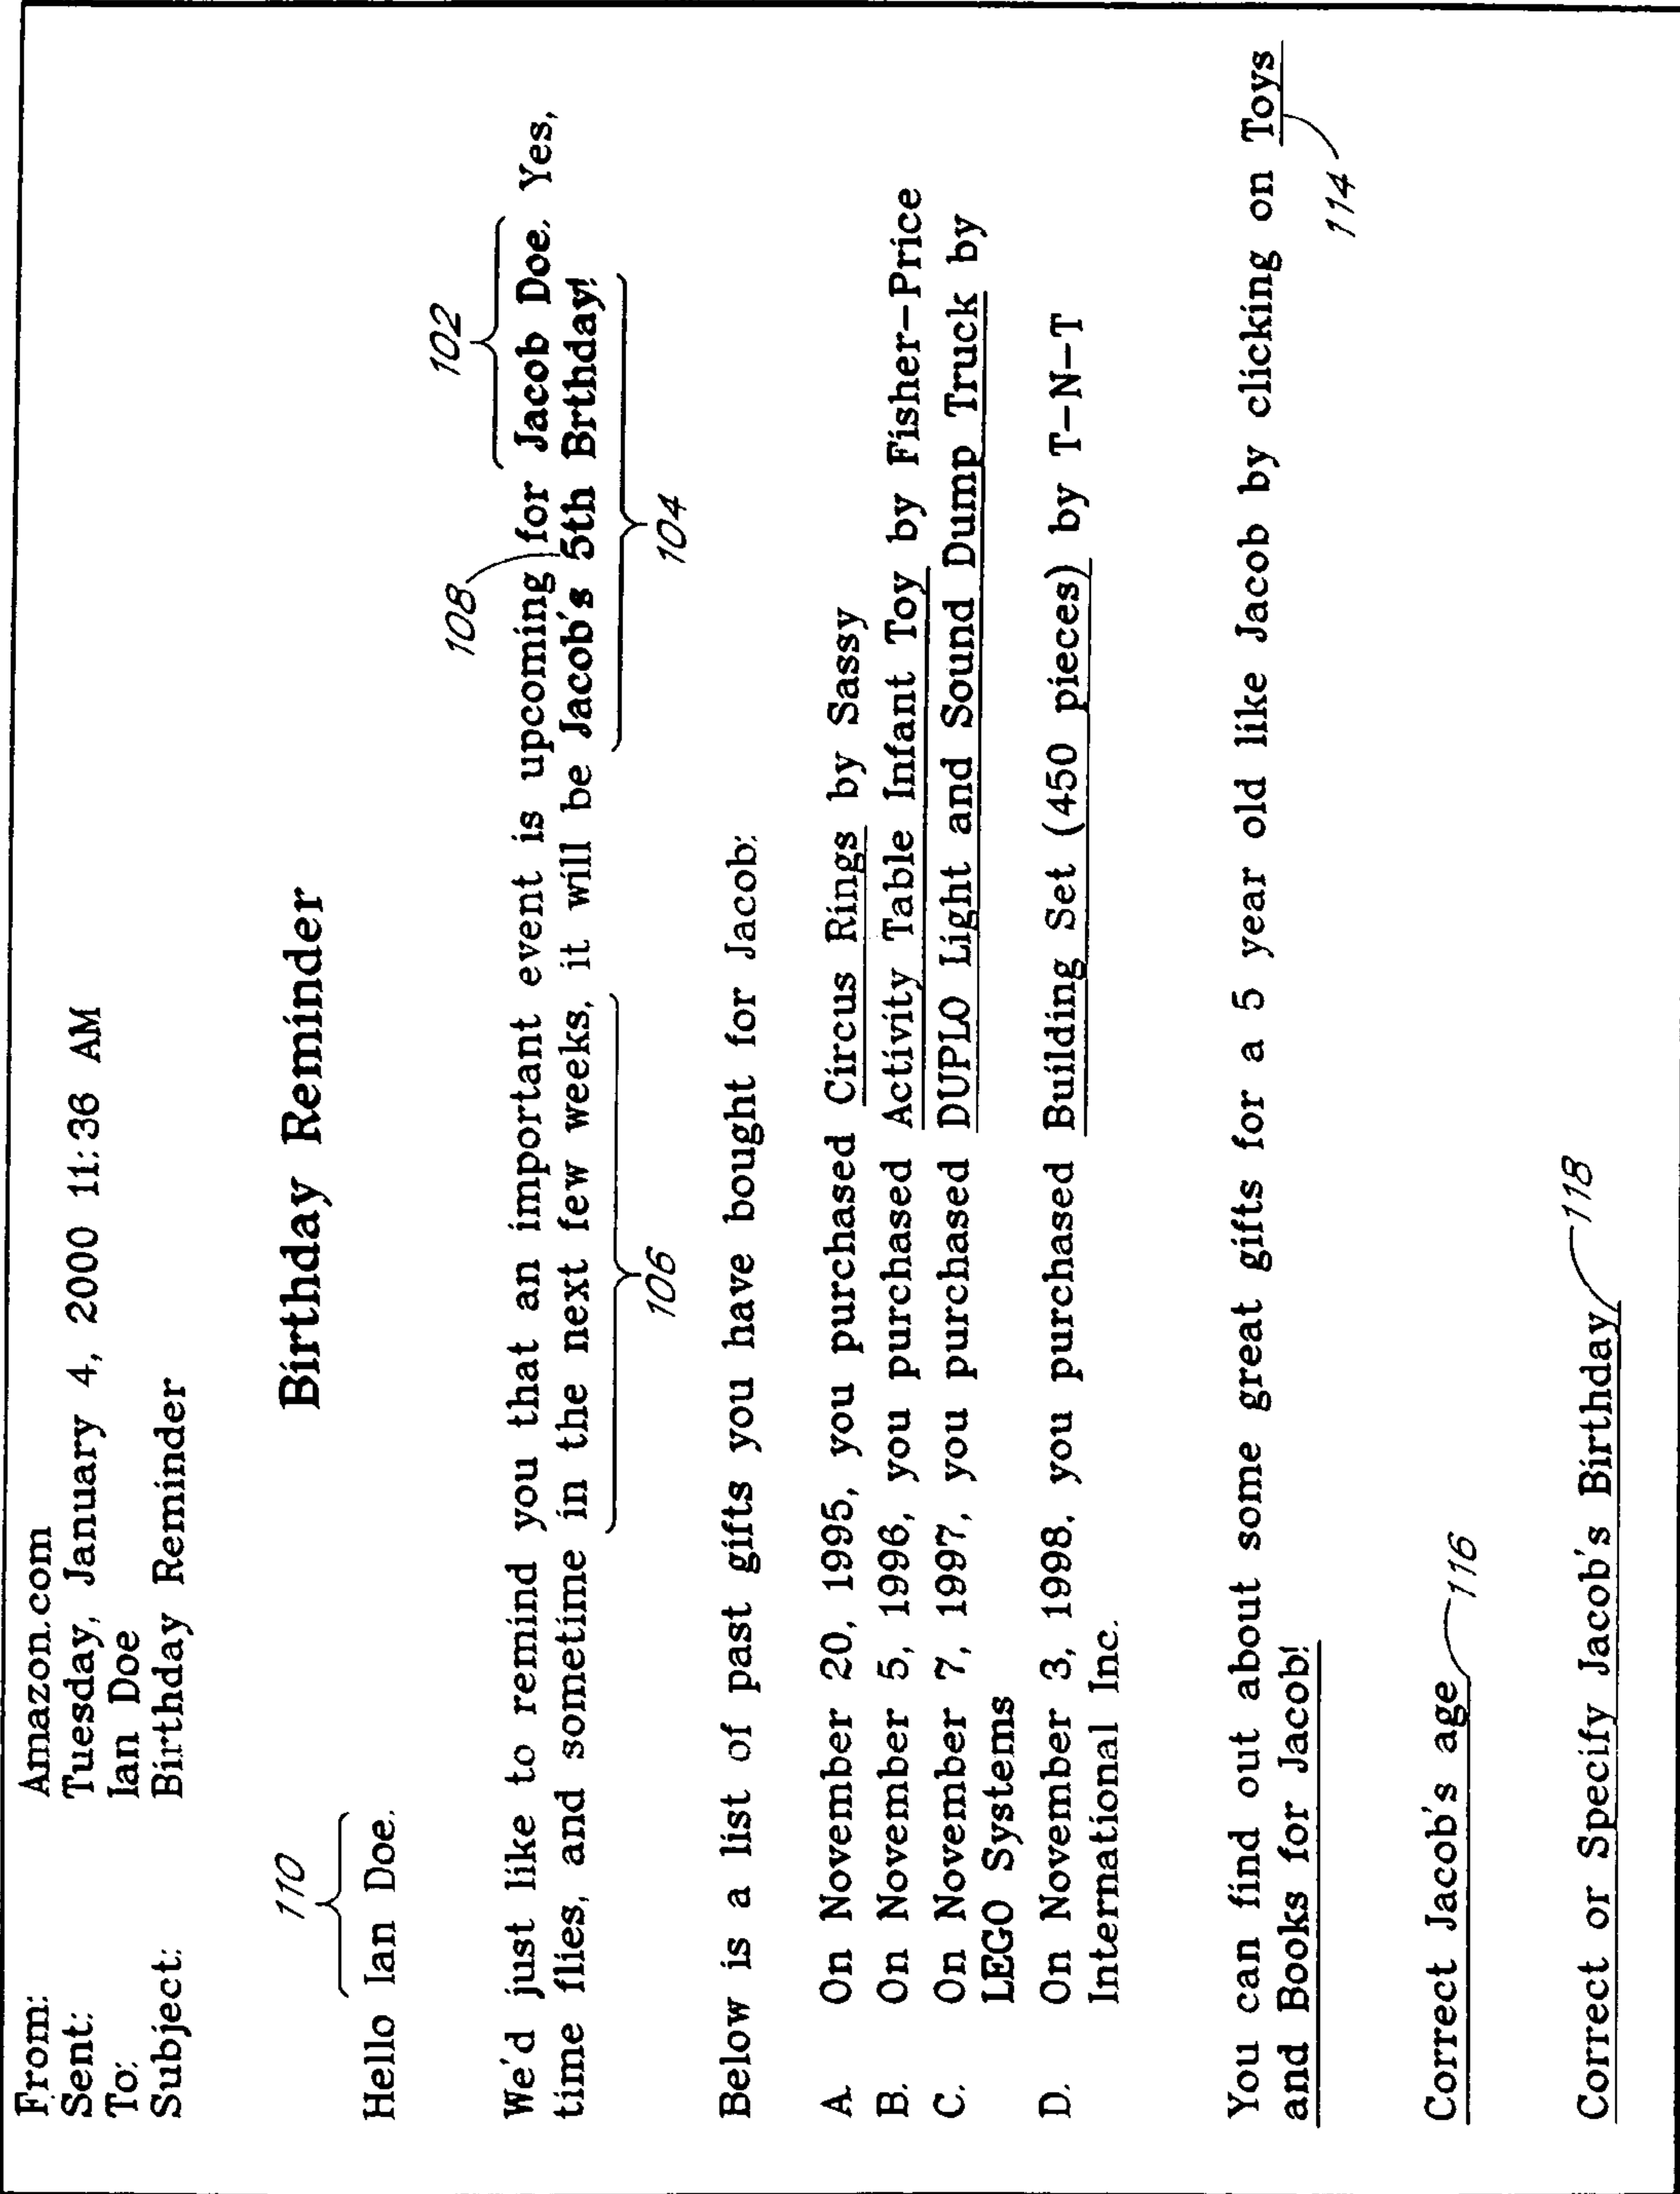 From: Amazon.com
Sent: Tuesday, January 4, 2000 11:36 AM
To: Ian Doe
Subject: Birthday Reminder
Birthday Reminder
110
Hello Ian Doe.
108
102
We'd just like to remind you that an important event is upcoming for Jacob Doe. Yes,
time flies, and sometime in the next few weeks, it will be Jacob's 5th Brthday!
106
104
Below is a list of past gifts you have bought for Jacob:
A. On November 20, 1995, you purchased Circus Rings by Sassy
B. On November 5, 1996, you purchased Activity Table Infant Toy by Fisher-Price
C. On November 7, 1997, you purchased DUPLO Light and Sound Dump Truck by
LEGO Systems
D. On November 3, 1998, you purchased Building Set (450 pieces) by T-N-T
International Inc.
You can find out about some great gifts for a 5 year old like Jacob by clicking on Toys
and Books for Jacob!
114
Correct Jacob's age
116
Correct or Specify Jacob's Birthday
118